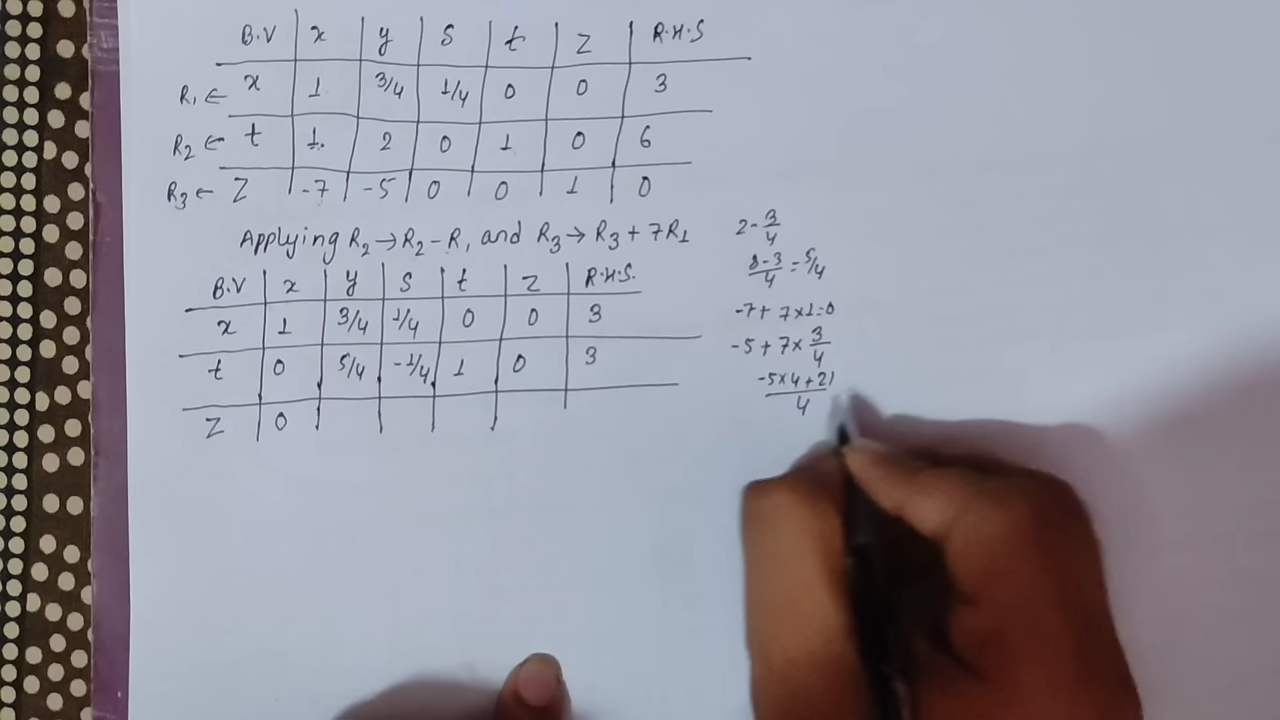 B.V x y S t Z R.H.S
R1 ← x 1 3/4 1/4 0 0 3
R2 ← t 1. 2 0 1 0 6
R3 ← Z -7 -5 0 0 1 0
Applying R2 → R2 - R1 and R3 → R3 + 7R1
B.V x y S t Z R.H.S.
x 1 3/4 1/4 0 0 3
t 0 5/4 -1/4 1 0 3
Z 0
2 - 3/4
8-3/4 = 5/4
-7 + 7 × 1 = 0
-5 + 7 × 3/4
-5 × 4 + 21/4